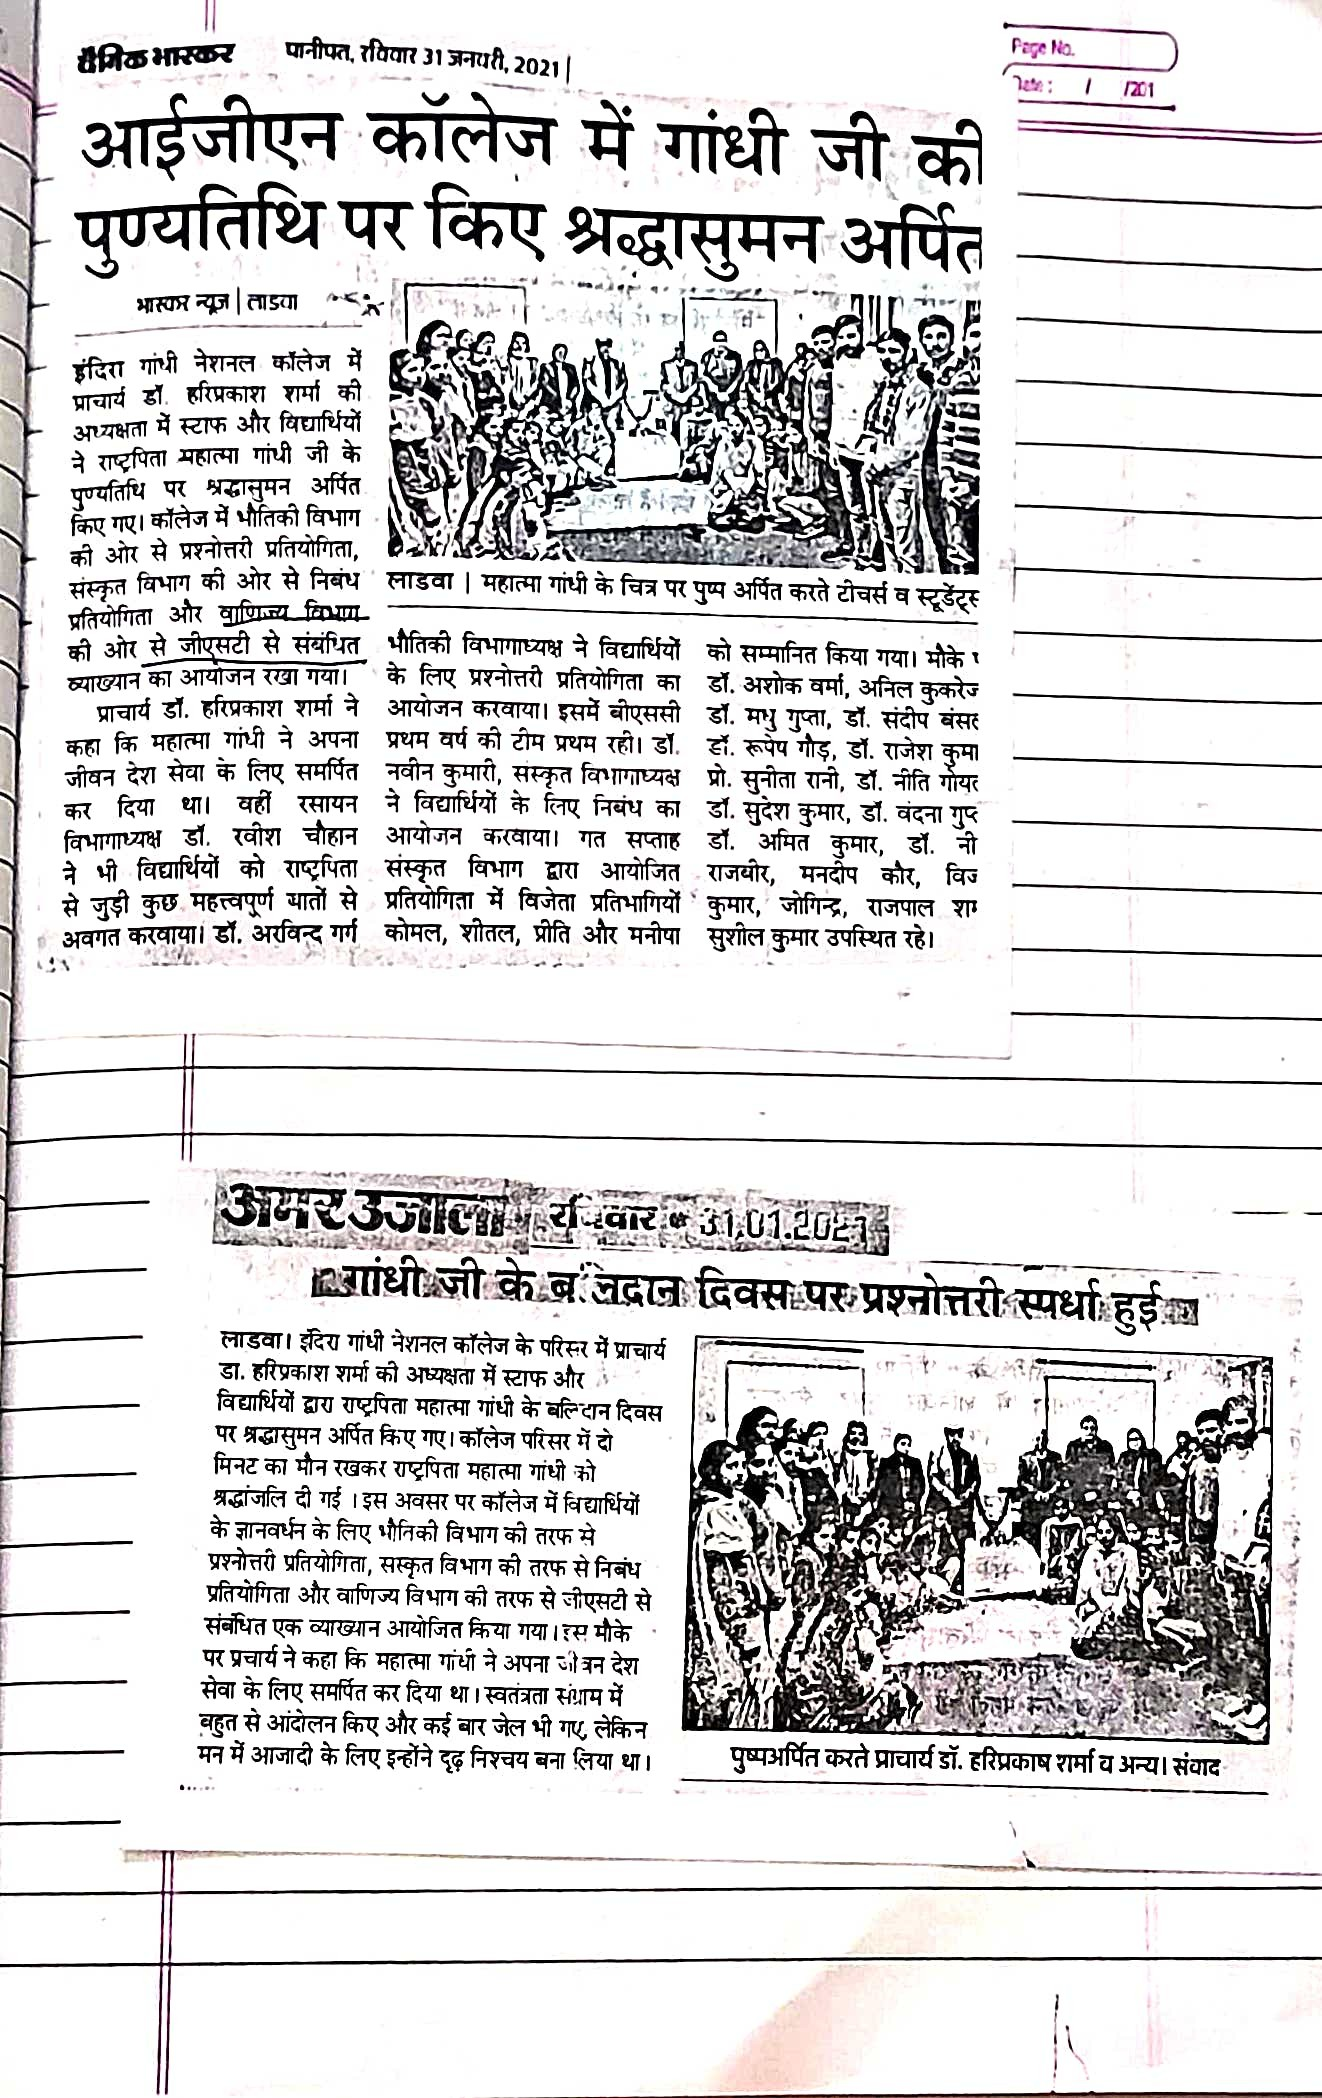 दैनिक भास्कर
पानीपत, रविवार 31 जनवरी, 2021
Page No.
Date : / /201
आईजीएन कॉलेज में गांधी जी की
पुण्यतिथि पर किए श्रद्धासुमन अर्पित
भास्कर न्यूज | लाडवा
इंदिरा गांधी नेशनल कॉलेज में
प्राचार्य डॉ. हरिप्रकाश शर्मा की
अध्यक्षता में स्टाफ और विद्यार्थियों
ने राष्ट्रपिता महात्मा गांधी जी के
पुण्यतिथि पर श्रद्धासुमन अर्पित
किए गए। कॉलेज में भौतिकी विभाग
की ओर से प्रश्नोत्तरी प्रतियोगिता,
संस्कृत विभाग की ओर से निबंध
प्रतियोगिता और वाणिज्य विभाग
की ओर से जीएसटी से संबंधित
व्याख्यान का आयोजन रखा गया।
प्राचार्य डॉ. हरिप्रकाश शर्मा ने
कहा कि महात्मा गांधी ने अपना
जीवन देश सेवा के लिए समर्पित
कर दिया था। वहीं रसायन
विभागाध्यक्ष डॉ. रवीश चौहान
ने भी विद्यार्थियों को राष्ट्रपिता
से जुड़ी कुछ महत्त्वपूर्ण बातों से
अवगत करवाया। डॉ. अरविन्द गर्ग
लाडवा | महात्मा गांधी के चित्र पर पुष्प अर्पित करते टीचर्स व स्टूडेंट्स
भौतिकी विभागाध्यक्ष ने विद्यार्थियों
के लिए प्रश्नोत्तरी प्रतियोगिता का
आयोजन करवाया। इसमें बीएससी
प्रथम वर्ष की टीम प्रथम रही। डॉ.
नवीन कुमारी, संस्कृत विभागाध्यक्ष
ने विद्यार्थियों के लिए निबंध का
आयोजन करवाया। गत सप्ताह
संस्कृत विभाग द्वारा आयोजित
प्रतियोगिता में विजेता प्रतिभागियों
कोमल, शीतल, प्रीति और मनीषा
को सम्मानित किया गया। मौके
डॉ. अशोक वर्मा, अनिल कुकरेज
डॉ. मधु गुप्ता, डॉ. संदीप बंसल
डॉ. रूपेष गौड़, डॉ. राजेश कुमा
प्रो. सुनीता रानी, डॉ. नीति गोयल
डॉ. सुदेश कुमार, डॉ. वंदना गुप्
डॉ. अमित कुमार, डॉ. नी
राजबीर, मनदीप कौर, विज
कुमार, जोगिन्द्र, राजपाल शर्म
सुशील कुमार उपस्थित रहे।
अमर उजाला रविवार 31.01.2021
गांधी जी के बलिदान दिवस पर प्रश्नोत्तरी स्पर्धा हुई
लाडवा। इंदिरा गांधी नेशनल कॉलेज के परिसर में प्राचार्य
डा. हरिप्रकाश शर्मा की अध्यक्षता में स्टाफ और
विद्यार्थियों द्वारा राष्ट्रपिता महात्मा गांधी के बलिदान दिवस
पर श्रद्धासुमन अर्पित किए गए। कॉलेज परिसर में दो
मिनट का मौन रखकर राष्ट्रपिता महात्मा गांधी को
श्रद्धांजलि दी गई । इस अवसर पर कॉलेज में विद्यार्थियों
के ज्ञानवर्धन के लिए भौतिकी विभाग की तरफ से
प्रश्नोत्तरी प्रतियोगिता, सस्कृत विभाग की तरफ से निबंध
प्रतियोगिता और वाणिज्य विभाग की तरफ से जीएसटी से
संबंधित एक व्याख्यान आयोजित किया गया। इस मौके
पर प्रचार्य ने कहा कि महात्मा गांधी ने अपना जीवन देश
सेवा के लिए समर्पित कर दिया था। स्वतंत्रता संग्राम में
बहुत से आंदोलन किए और कई बार जेल भी गए, लेकिन
मन में आजादी के लिए इन्होंने दृढ़ निश्चय बना लिया था।
पुष्पअर्पित करते प्राचार्य डॉ. हरिप्रकाष शर्मा व अन्य। संवाद